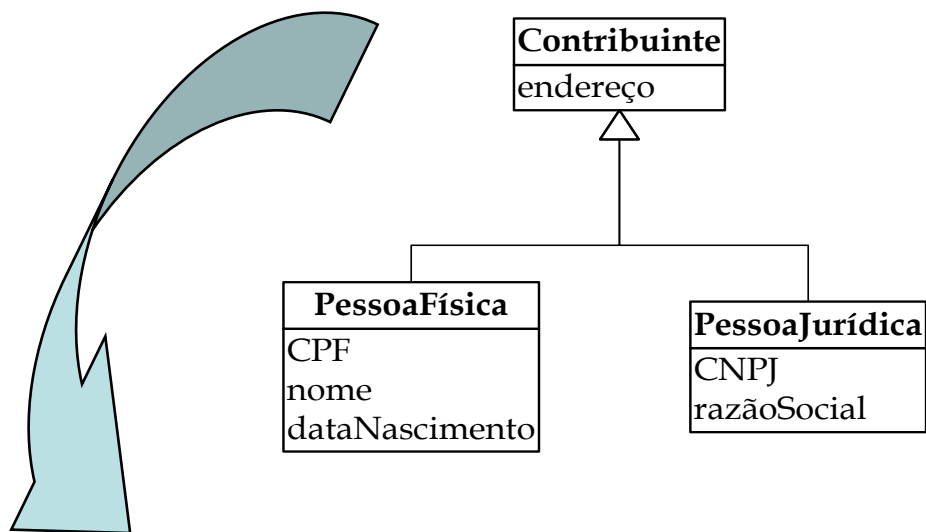 Contribuinte
endereço
PessoaFísica
CPF
nome
dataNascimento
PessoaJurídica
CNPJ
razãoSocial